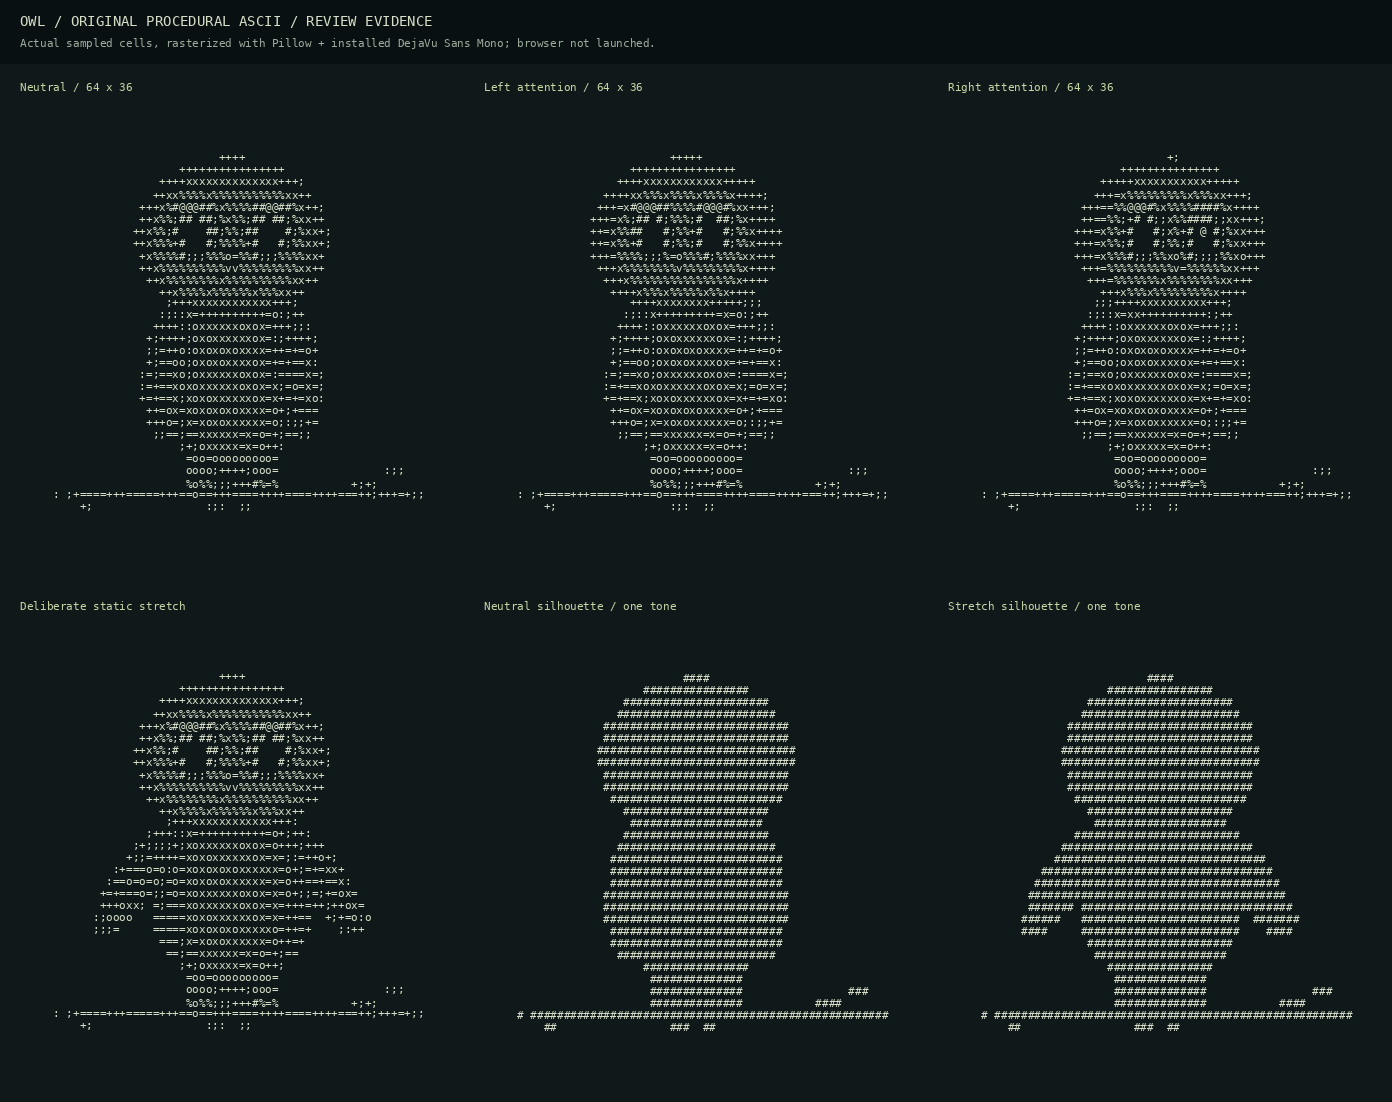 OWL / ORIGINAL PROCEDURAL ASCII / REVIEW EVIDENCE
Actual sampled cells, rasterized with Pillow + installed DejaVu Sans Mono; browser not launched.
Neutral / 64 x 36
Left attention / 64 x 36
Right attention / 64 x 36
Deliberate static stretch
Neutral silhouette / one tone
Stretch silhouette / one tone